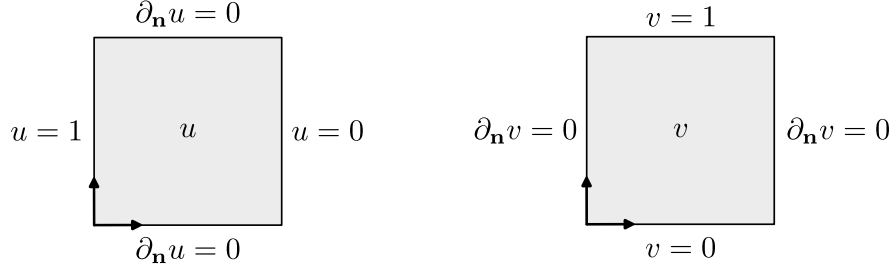 ∂ₙu = 0
u = 1
u
u = 0
∂ₙu = 0
v = 1
∂ₙv = 0
v
∂ₙv = 0
v = 0